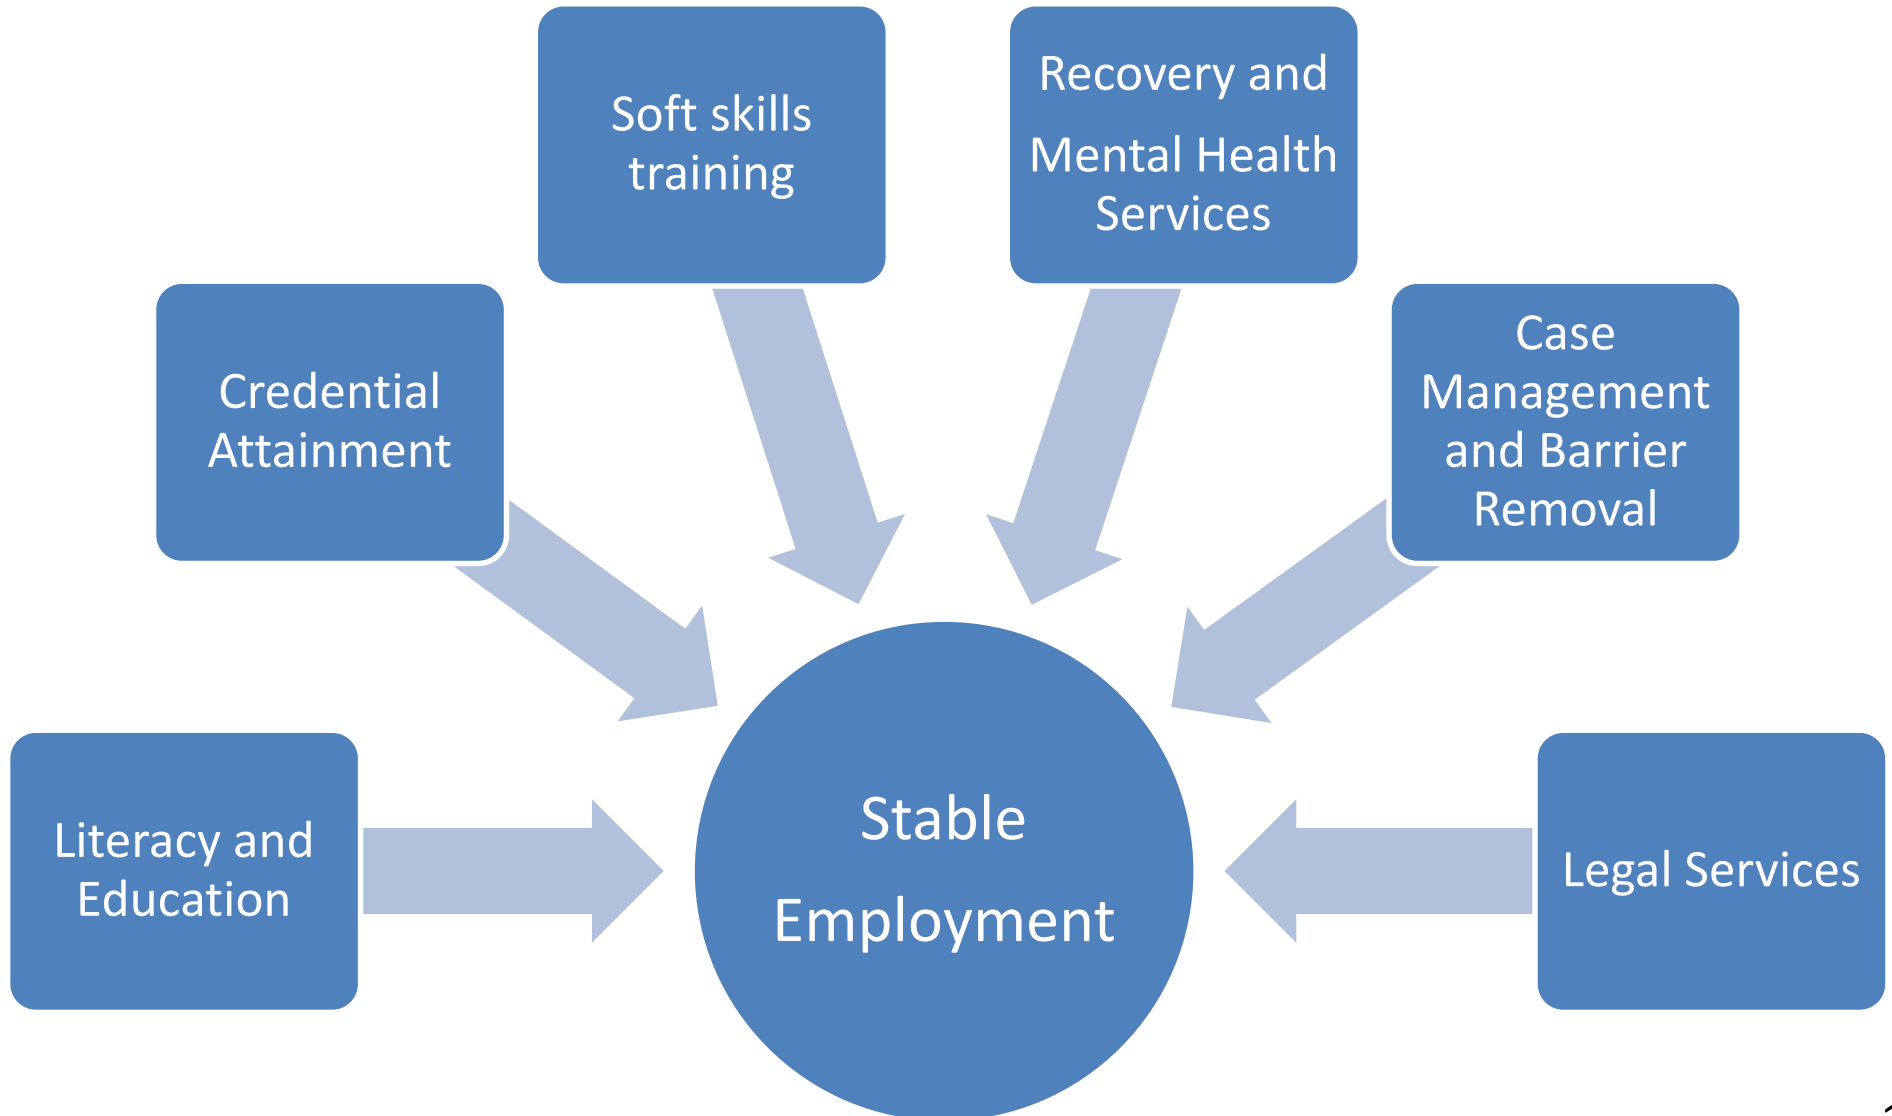 Soft skills
training
Recovery and
Mental Health
Services
Credential
Attainment
Case
Management
and Barrier
Removal
Literacy and
Education
Stable
Employment
Legal Services